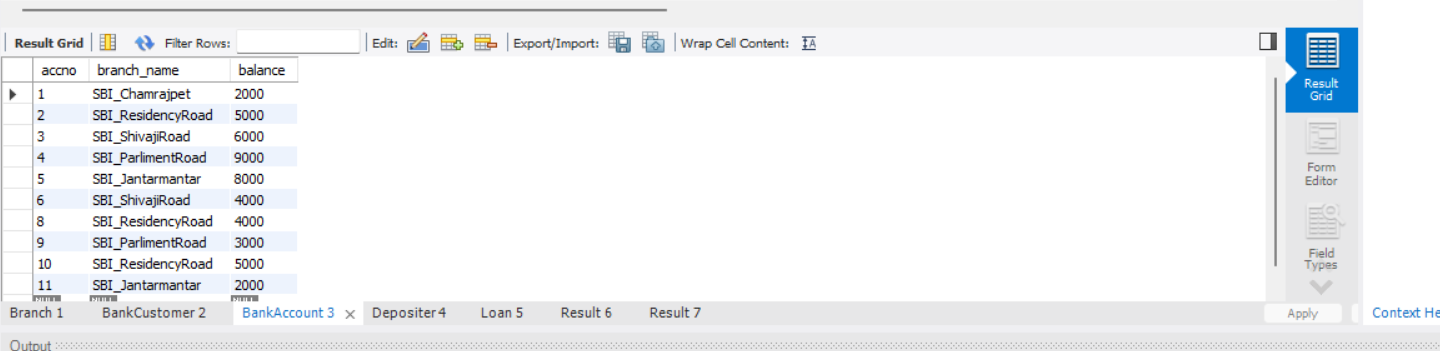 Result Grid Filter Rows: Edit: Export/Import: Wrap Cell Content: IA
accno branch_name balance
1 SBI_Chamrajpet 2000
2 SBI_ResidencyRoad 5000
3 SBI_ShivajiRoad 6000
4 SBI_ParlimentRoad 9000
5 SBI_Jantarmantar 8000
6 SBI_ShivajiRoad 4000
8 SBI_ResidencyRoad 4000
9 SBI_ParlimentRoad 3000
10 SBI_ResidencyRoad 5000
11 SBI_Jantarmantar 2000
NULL NULL NULL
Result
Grid
Form
Editor
Field
Types
Branch 1 BankCustomer 2 BankAccount 3 x Depositer 4 Loan 5 Result 6 Result 7 Apply Context He
Output